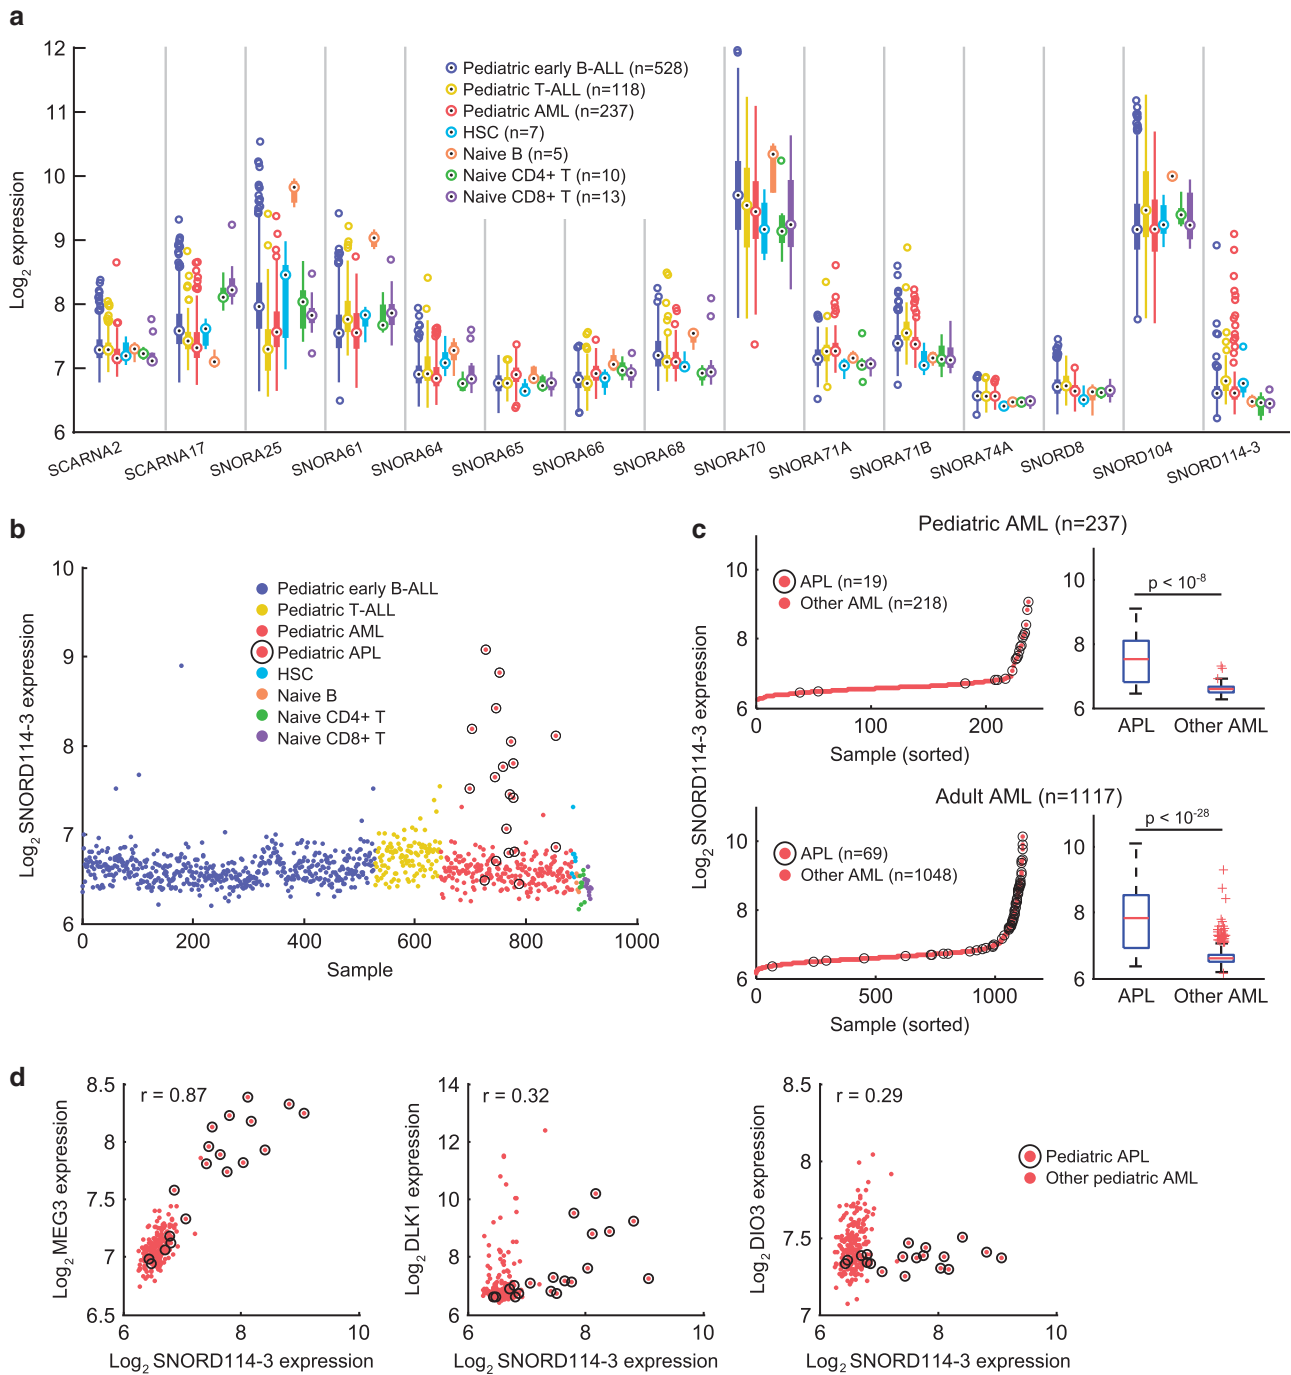 a
12
11
10
9
8
7
6
Log2 expression
Pediatric early B-ALL (n=528)
Pediatric T-ALL (n=118)
Pediatric AML (n=237)
HSC (n=7)
Naive B (n=5)
Naive CD4+ T (n=10)
Naive CD8+ T (n=13)
SCARNA2
SCARNA17
SNORA25
SNORA61
SNORA64
SNORA65
SNORA66
SNORA68
SNORA70
SNORA71A
SNORA71B
SNORA74A
SNORD8
SNORD104
SNORD114-3
b
10
9
8
7
6
Log2 SNORD114-3 expression
Pediatric early B-ALL
Pediatric T-ALL
Pediatric AML
Pediatric APL
HSC
Naive B
Naive CD4+ T
Naive CD8+ T
0
200
400
600
800
1000
Sample
c
Pediatric AML (n=237)
Log2 SNORD114-3 expression
10
8
6
APL (n=19)
Other AML (n=218)
0
100
200
Sample (sorted)
10
8
6
p < 10-8
APL
Other AML
Adult AML (n=1117)
10
8
6
APL (n=69)
Other AML (n=1048)
0
500
1000
Sample (sorted)
10
8
6
p < 10-28
APL
Other AML
d
8.5
8
7.5
7
6.5
Log2 MEG3 expression
r = 0.87
6
8
10
Log2 SNORD114-3 expression
14
12
10
8
6
Log2 DLK1 expression
r = 0.32
6
8
10
Log2 SNORD114-3 expression
8.5
8
7.5
7
Log2 DIO3 expression
r = 0.29
6
8
10
Log2 SNORD114-3 expression
Pediatric APL
Other pediatric AML